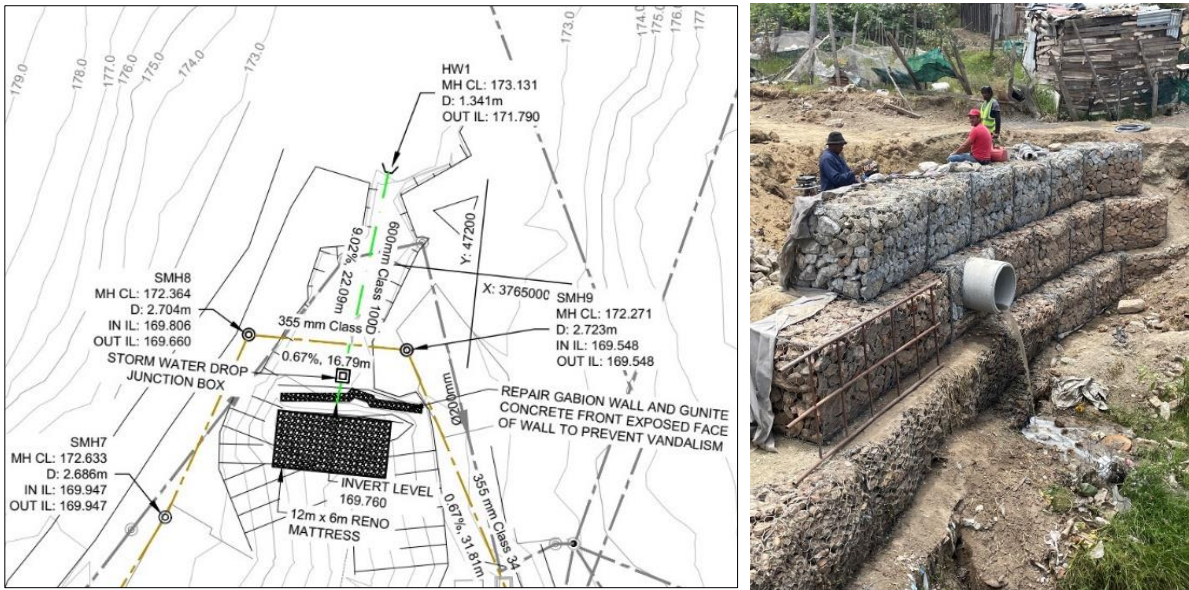 179.0
178.0
177.0
176.0
175.0
174.0
173.0
173.0
174.0
175.0
176.0
177.
HW1
MH CL: 173.131
D: 1.341m
OUT IL: 171.790
600mm Class 100D
9.02%, 22.09m
Y: 47200
X: 3765000
SMH8
MH CL: 172.364
D: 2.704m
IN IL: 169.806
OUT IL: 169.660
355 mm Class
0.67%, 16.79m
SMH9
MH CL: 172.271
D: 2.723m
IN IL: 169.548
OUT IL: 169.548
STORM WATER DROP
JUNCTION BOX
Ø200mm
REPAIR GABION WALL AND GUNITE
CONCRETE FRONT EXPOSED FACE
OF WALL TO PREVENT VANDALISM
SMH7
MH CL: 172.633
D: 2.686m
IN IL: 169.947
OUT IL: 169.947
INVERT LEVEL
169.760
12m x 6m RENO
MATTRESS
355 mm Class 34
0.67%, 31.81m